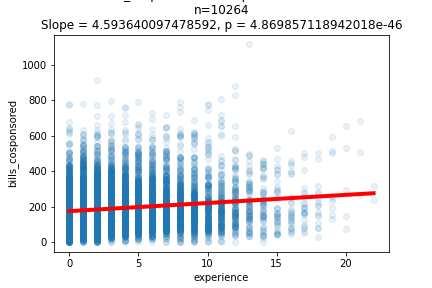 n=10264
Slope = 4.593640097478592, p = 4.869857118942018e-46
1000
800
600
400
200
0
bills_cosponsored
0 5 10 15 20
experience